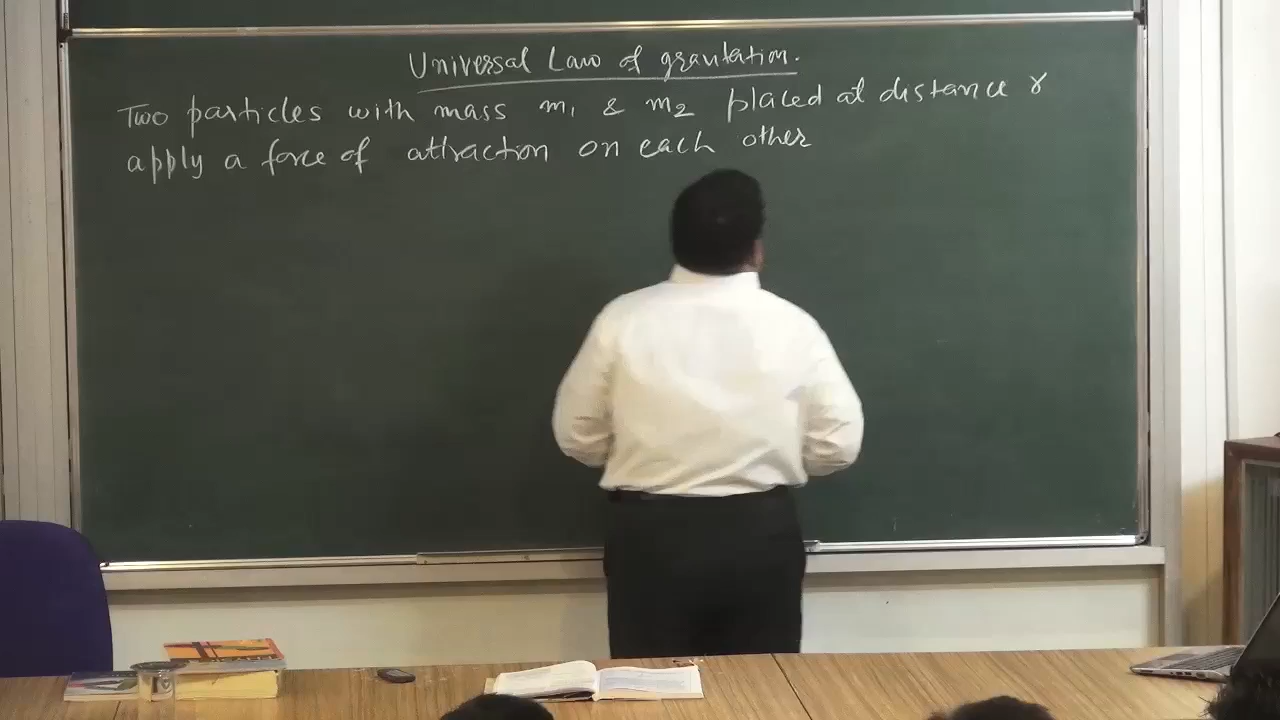 Universal Law of gravitation.
Two particles with mass m₁ & m₂ placed at distance r
apply a force of attraction on each other